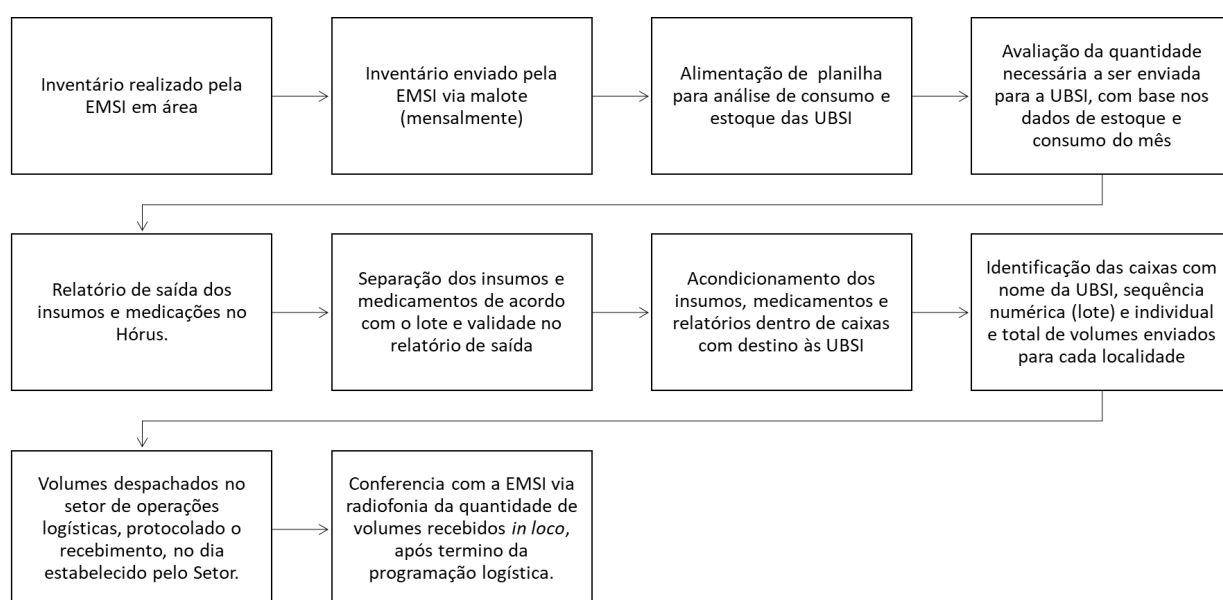 Inventário realizado pela
EMSI em área
Inventário enviado pela
EMSI via malote
(mensalmente)
Alimentação de planilha
para análise de consumo e
estoque das UBSI
Avaliação da quantidade
necessária a ser enviada
para a UBSI, com base nos
dados de estoque e
consumo do mês
Relatório de saída dos
insumos e medicações no
Hórus.
Separação dos insumos e
medicamentos de acordo
com o lote e validade no
relatório de saída
Acondicionamento dos
insumos, medicamentos e
relatórios dentro de caixas
com destino às UBSI
Identificação das caixas com
nome da UBSI, sequência
numérica (lote) e individual
e total de volumes enviados
para cada localidade
Volumes despachados no
setor de operações
logísticas, protocolado o
recebimento, no dia
estabelecido pelo Setor.
Conferencia com a EMSI via
radiofonia da quantidade de
volumes recebidos in loco,
após termino da
programação logística.